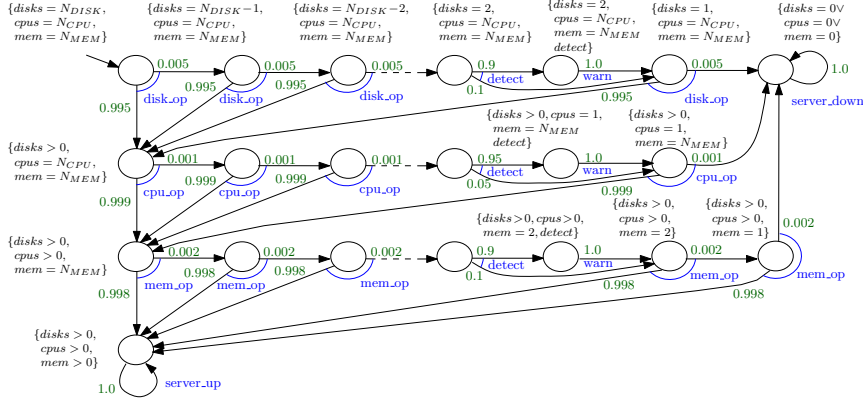 {disks = N_DISK, cpus = N_CPU, mem = N_MEM}
{disks = N_DISK−1, cpus = N_CPU, mem = N_MEM}
{disks = N_DISK−2, cpus = N_CPU, mem = N_MEM}
{disks = 2, cpus = N_CPU, mem = N_MEM}
{disks = 2, cpus = N_CPU, mem = N_MEM detect}
{disks = 1, cpus = N_CPU, mem = N_MEM}
{disks = 0∨ cpus = 0∨ mem = 0}
0.005 0.005 0.005 0.9 1.0 0.005
detect warn 1.0
disk_op disk_op disk_op 0.1 disk_op server_down
0.995 0.995 0.995 0.995
{disks > 0, cpus = N_CPU, mem = N_MEM}
{disks > 0, cpus = 1, mem = N_MEM detect}
{disks > 0, cpus = 1, mem = N_MEM}
0.001 0.001 0.001 0.95 1.0 0.001
detect warn
cpu_op cpu_op cpu_op 0.05 cpu_op
0.999 0.999 0.999 0.999
{disks > 0, cpu > 0, mem = N_MEM}
{disks>0, cpu>0, mem = 2, detect}
{disks > 0, cpu > 0, mem = 2}
{disks > 0, cpu > 0, mem = 1}
0.002 0.002 0.002 0.9 1.0 0.002 0.002
detect warn
mem_op mem_op mem_op 0.1 mem_op mem_op
0.998 0.998 0.998 0.998 0.998
{disks > 0, cpu > 0, mem > 0}
1.0 server_up